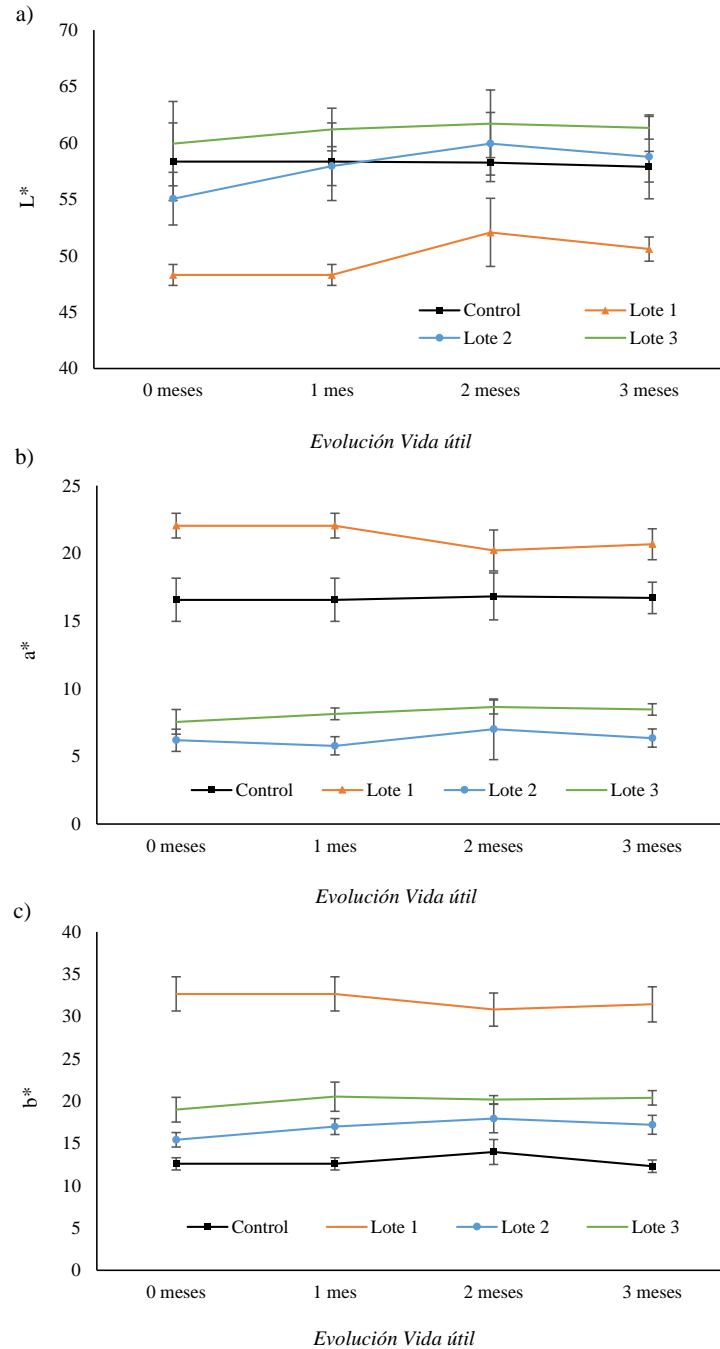 a)
70
65
60
55
50
45
40
L*
Control
Lote 1
Lote 2
Lote 3
0 meses 1 mes 2 meses 3 meses
Evolución Vida útil
b)
25
20
15
10
5
0
a*
Control Lote 1 Lote 2 Lote 3
0 meses 1 mes 2 meses 3 meses
Evolución Vida útil
c)
40
35
30
25
20
15
10
5
0
b*
Control Lote 1 Lote 2 Lote 3
0 meses 1 mes 2 meses 3 meses
Evolución Vida útil